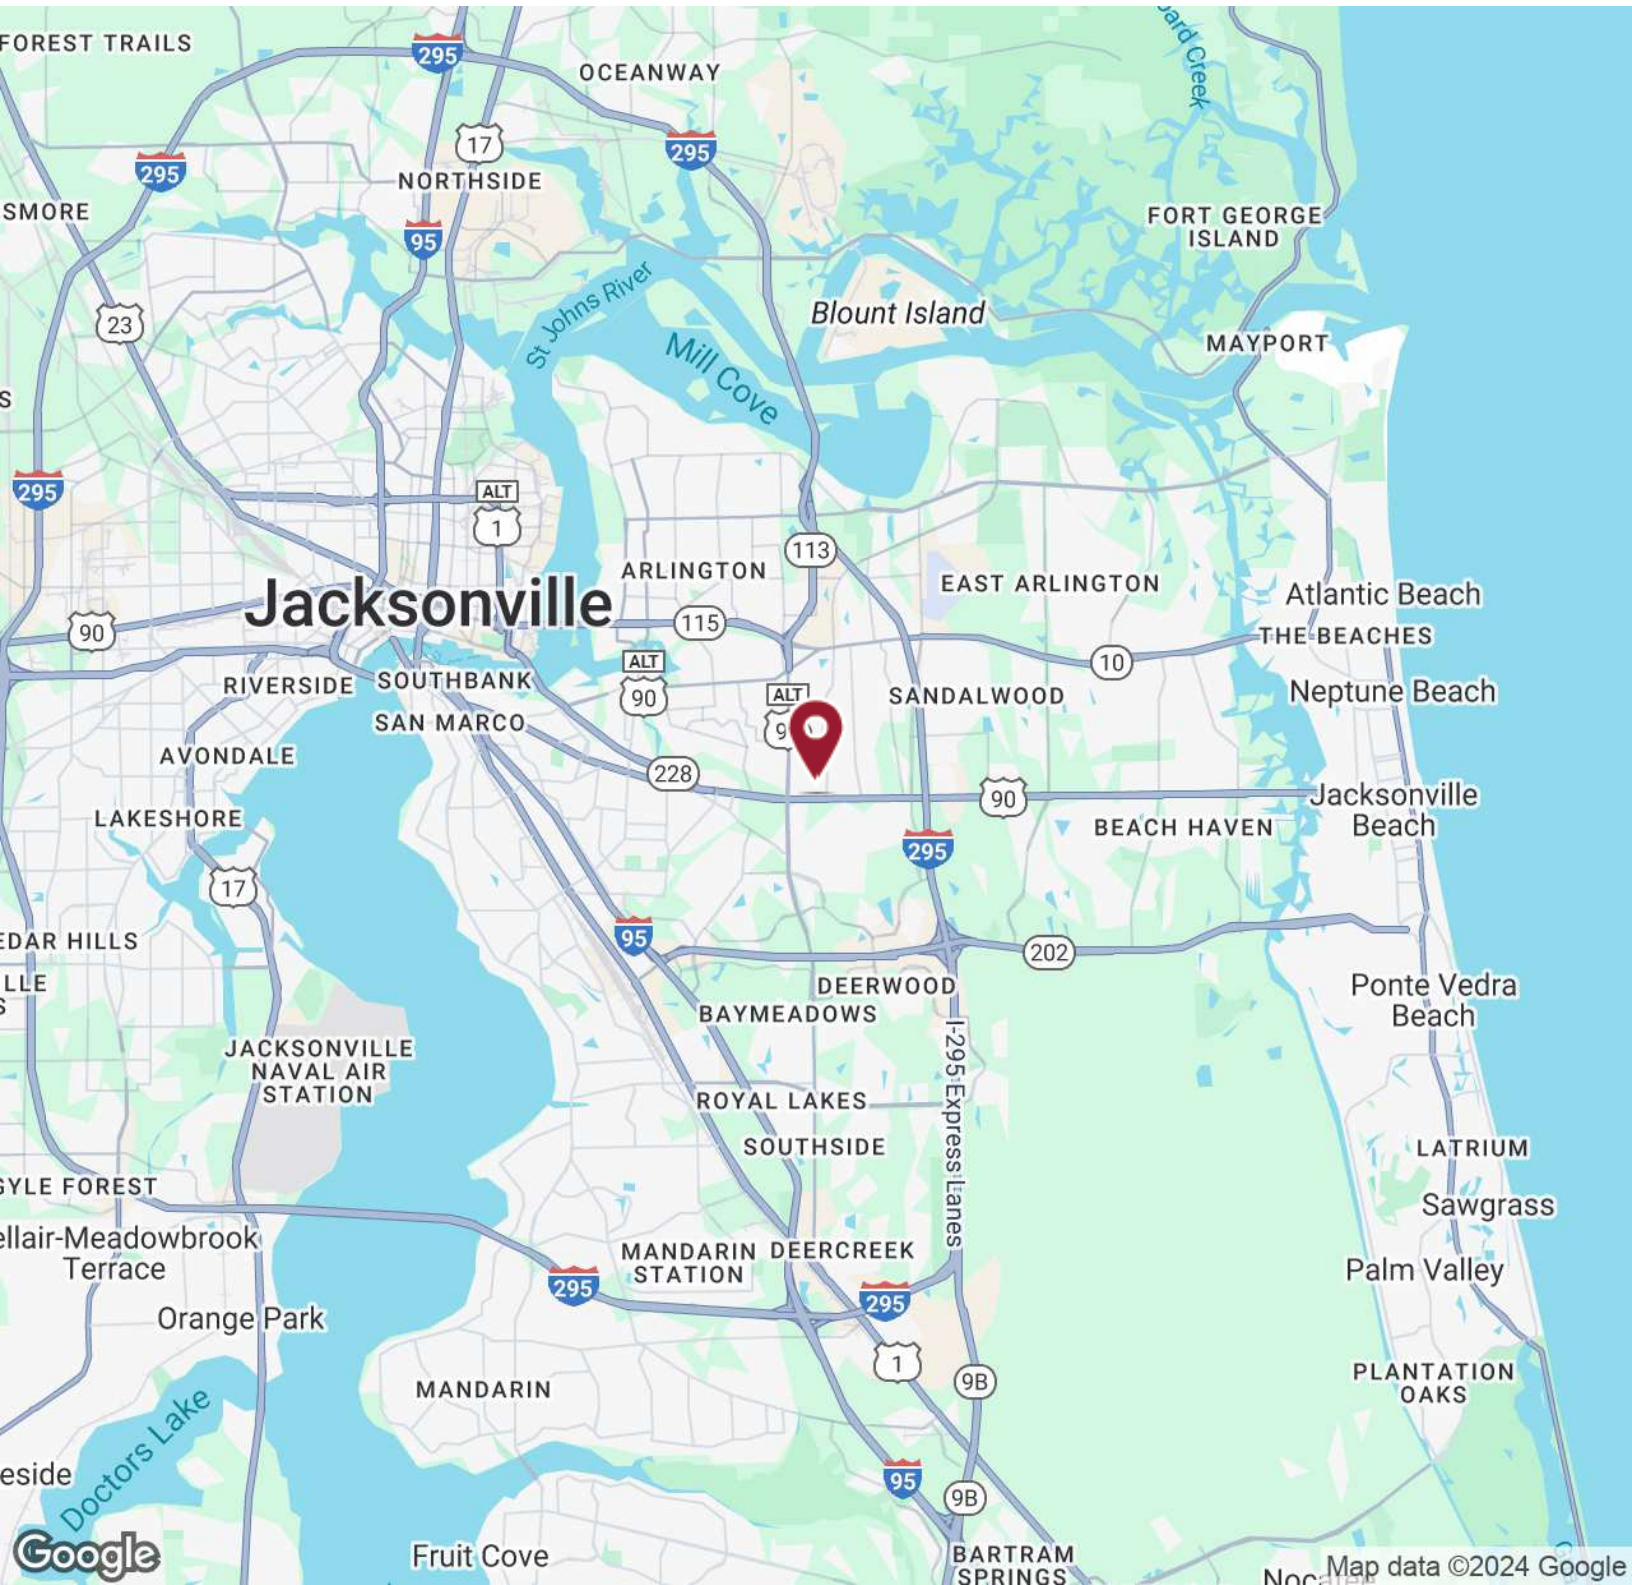 FOREST TRAILS
295
OCEANWAY
17
295
295
NORTHSIDE
SMORE
95
FORT GEORGE
ISLAND
St Johns River
Blount Island
23
MAYPORT
Mill Cove
S
295
ALT
1
113
ARLINGTON
EAST ARLINGTON
Atlantic Beach
Jacksonville
90
115
THE BEACHES
ALT
10
90
RIVERSIDE
SOUTHBANK
ALT
SANDALWOOD
Neptune Beach
SAN MARCO
9
AVONDALE
228
90
Jacksonville
Beach
LAKESHORE
BEACH HAVEN
295
17
95
EDAR HILLS
202
LLE
S
DEERWOOD
Ponte Vedra
Beach
BAYMEADOWS
JACKSONVILLE
NAVAL AIR
STATION
I-295 Express Lanes
ROYAL LAKES
SOUTHSIDE
LATRIUM
GYLE FOREST
Sawgrass
ellair-Meadowbrook
Terrace
MANDARIN
STATION
DEERCREEK
Palm Valley
295
295
Orange Park
1
9B
PLANTATION
OAKS
MANDARIN
Doctors Lake
eside
95
9B
Google
Fruit Cove
BARTRAM
SPRINGS
Map data ©2024 Google